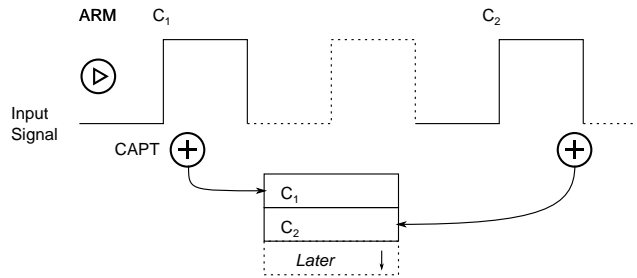 ARM C₁ C₂
Input
Signal
CAPT
C₁
C₂
Later